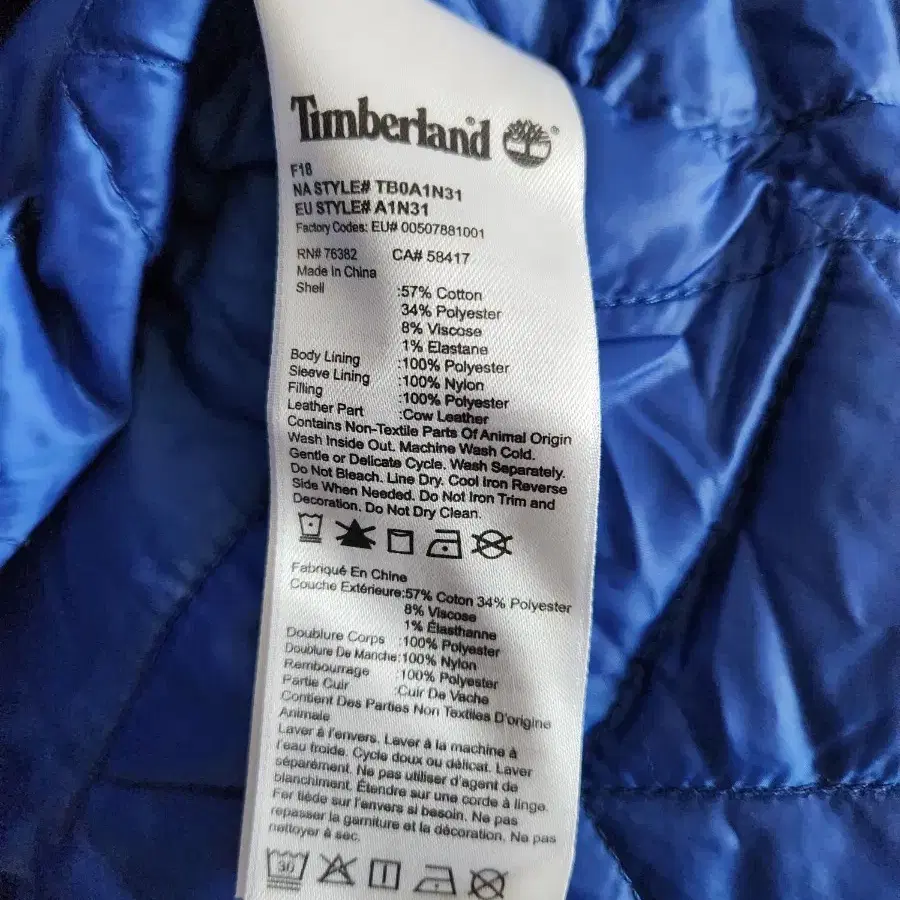 Timberland
F18
NA STYLE# TB0A1N31
EU STYLE# A1N31
Factory Codes: EU# 00507881001
RN# 76382 CA# 58417
Made in China
Shell :57% Cotton
34% Polyester
8% Viscose
1% Elastane
Body Lining :100% Polyester
Sleeve Lining :100% Nylon
Filling :100% Polyester
Leather Part :Cow Leather
Contains Non-Textile Parts Of Animal Origin
Wash Inside Out. Machine Wash Cold.
Gentle or Delicate Cycle. Wash Separately.
Do Not Bleach. Line Dry. Cool Iron Reverse
Side When Needed. Do Not Iron Trim and
Decoration. Do Not Dry Clean.
Fabriqué En Chine
Couche Extérieure:57% Coton 34% Polyester
8% Viscose
1% Élasthanne
Doublure Corps :100% Polyester
Doublure De Manche:100% Nylon
Rembourrage :100% Polyester
Partie Cuir :Cuir De Vache
Contient Des Parties Non Textiles D'origine
Animale
Laver à l'envers. Laver à la machine à
l'eau froide. Cycle doux ou délicat. Laver
séparément. Ne pas utiliser d'agent de
blanchiment. Étendre sur une corde à linge.
Fer tiède sur l'envers si besoin. Ne pas
repasser la garniture et la décoration. Ne pas
nettoyer à sec.
30